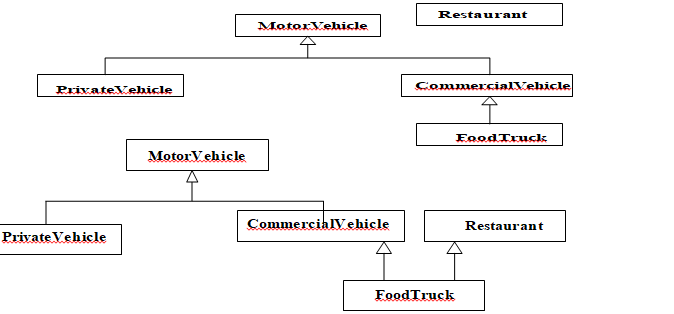 MotorVehicle
Restaurant
PrivateVehicle
CommercialVehicle
FoodTruck
MotorVehicle
PrivateVehicle
CommercialVehicle
Restaurant
FoodTruck